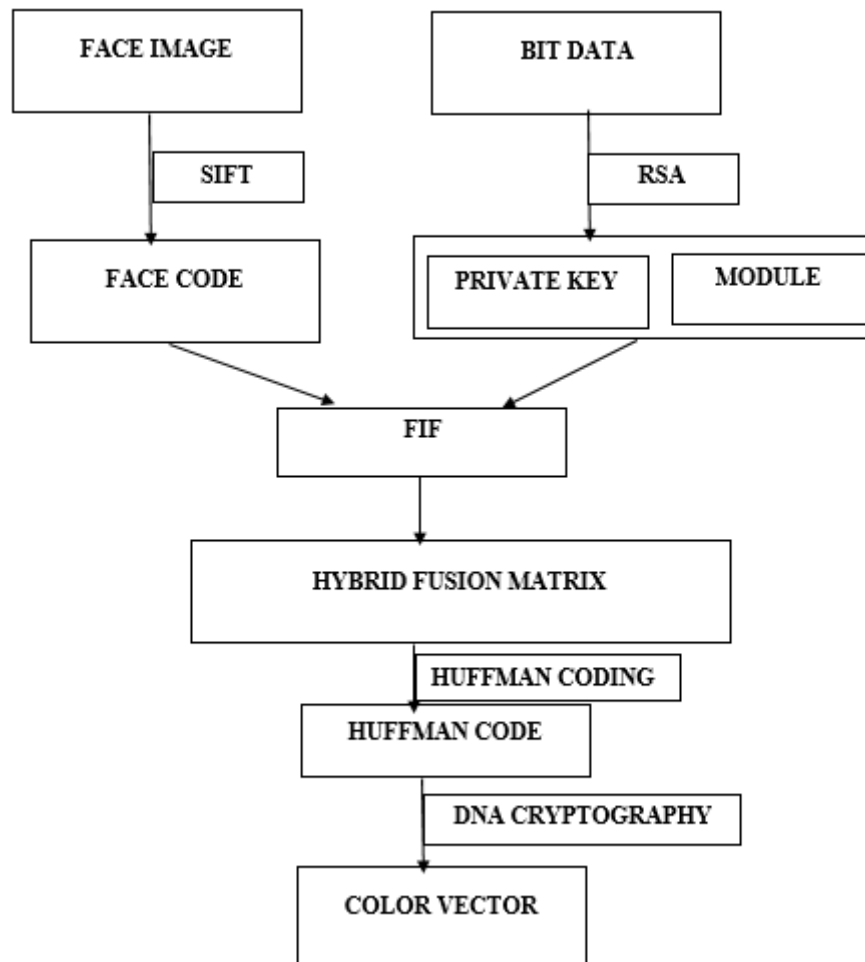 FACE IMAGE
BIT DATA
SIFT
RSA
FACE CODE
PRIVATE KEY
MODULE
FIF
HYBRID FUSION MATRIX
HUFFMAN CODING
HUFFMAN CODE
DNA CRYPTOGRAPHY
COLOR VECTOR